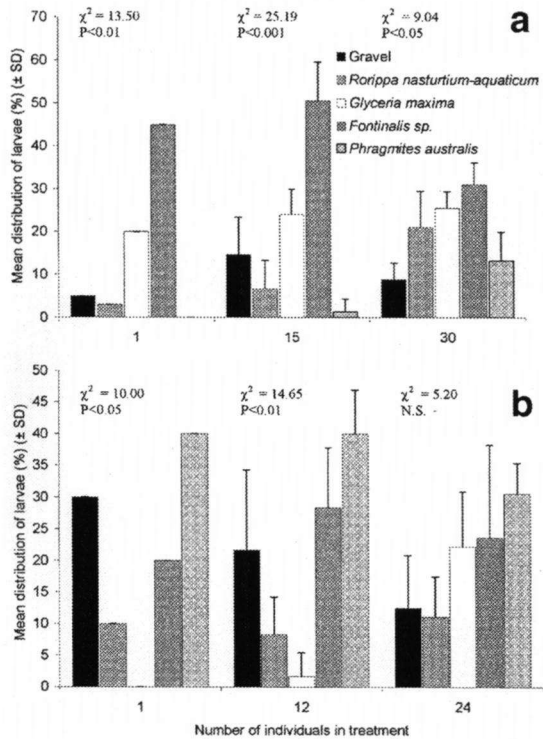 χ² = 13.50
P<0.01
χ² = 25.19
P<0.001
χ² = 9.04
P<0.05
a
Gravel
Rorippa nasturtium-aquaticum
Glyceria maxima
Fontinalis sp.
Phragmites australis
Mean distribution of larvae (%) (± SD)
70
60
50
40
30
20
10
0
1
15
30
χ² = 10.00
P<0.05
χ² = 14.65
P<0.01
χ² = 5.20
N.S. -
b
Mean distribution of larvae (%) (± SD)
50
45
40
35
30
25
20
15
10
5
0
1
12
24
Number of individuals in treatment